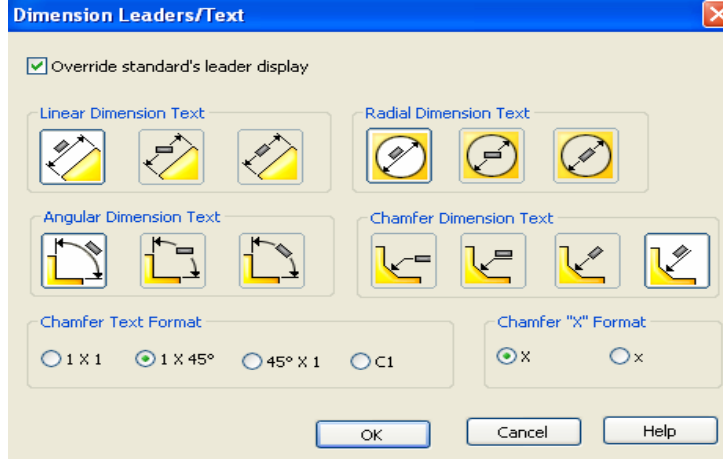 Dimension Leaders/Text
Override standard's leader display
Linear Dimension Text
Radial Dimension Text
Angular Dimension Text
Chamfer Dimension Text
Chamfer Text Format
Chamfer "X" Format
1 X 1
1 X 45°
45° X 1
C1
X
x
OK
Cancel
Help